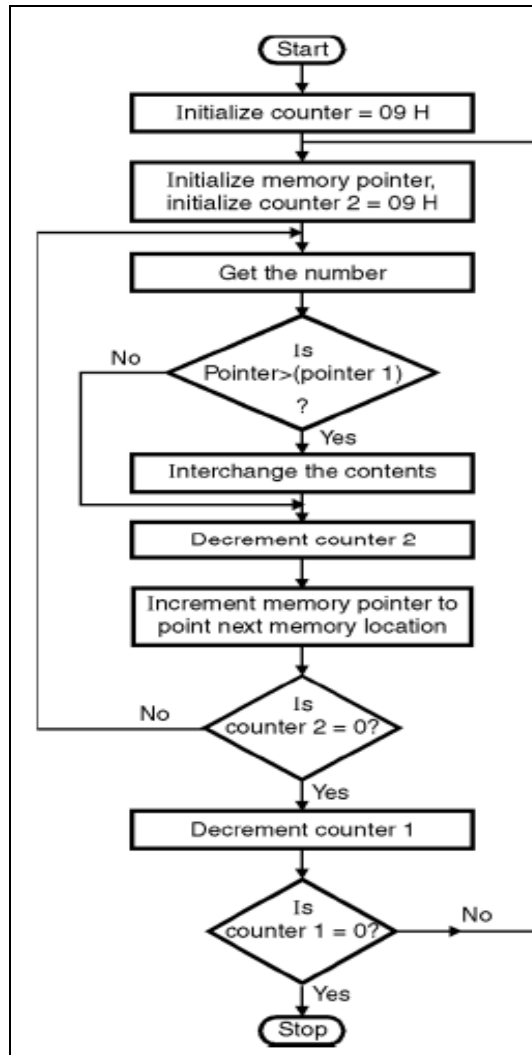 Start
Initialize counter = 09 H
Initialize memory pointer,
initialize counter 2 = 09 H
Get the number
Is
Pointer>(pointer 1)
?
No
Yes
Interchange the contents
Decrement counter 2
Increment memory pointer to
point next memory location
Is
counter 2 = 0?
No
Yes
Decrement counter 1
Is
counter 1 = 0?
No
Yes
Stop